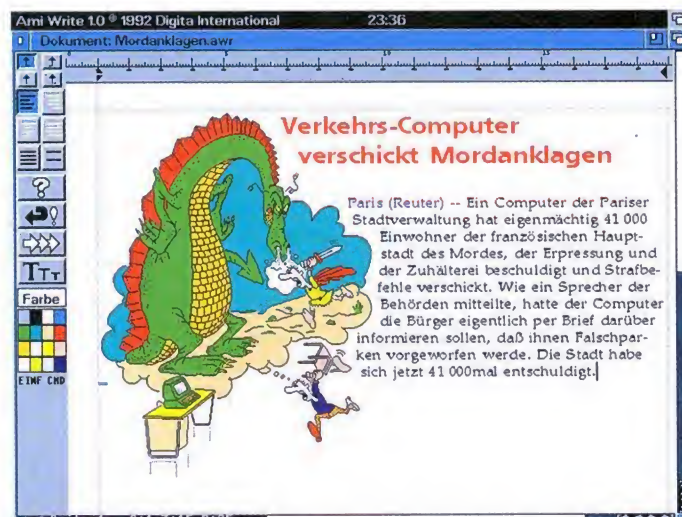 Ami Write 1.0 © 1992 Digita International 23:36
Dokument: Mordanklagen.awr
Verkehrs-Computer
verschickt Mordanklagen
Paris (Reuter) -- Ein Computer der Pariser
Stadtverwaltung hat eigenmächtig 41 000
Einwohner der französischen Haupt-
stadt des Mordes, der Erpressung und
der Zuhälterei beschuldigt und Strafbe-
fehle verschickt. Wie ein Sprecher der
Behörden mitteilte, hatte der Computer
die Bürger eigentlich per Brief darüber
informieren sollen, daß ihnen Falschpar-
ken vorgeworfen werde. Die Stadt habe
sich jetzt 41 000mal entschuldigt.
TTT
Farbe
EINF CMD